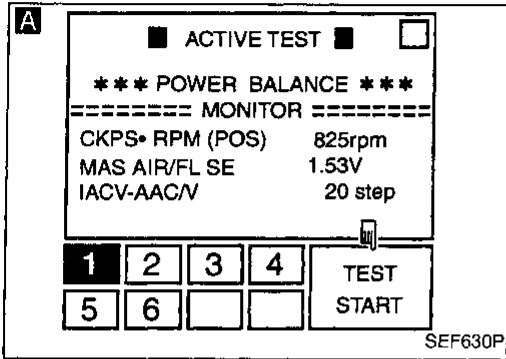 A
■ ACTIVE TEST ■
*** POWER BALANCE ***
======== MONITOR ========
CKPS• RPM (POS) 825rpm
MAS AIR/FL SE 1.53V
IACV-AAC/V 20 step
1 2 3 4
5 6
TEST
START
SEF630P